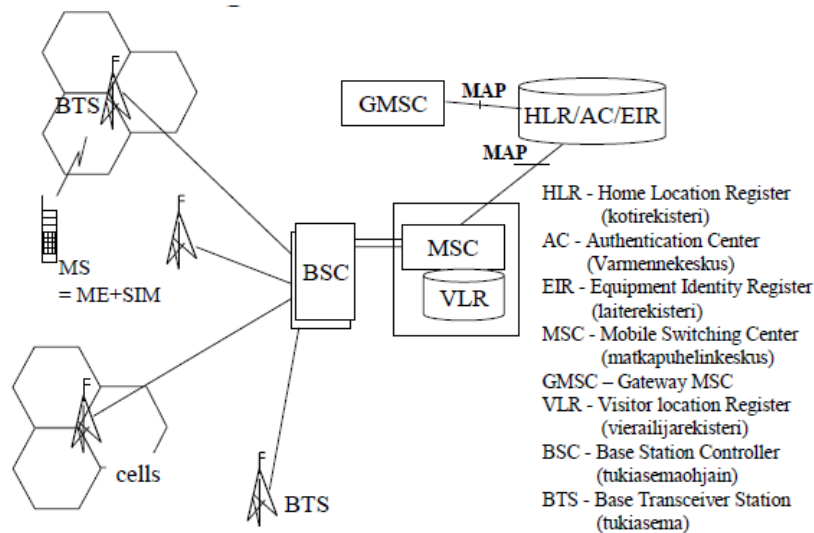 BTS
MS
= ME+SIM
cells
BTS
BSC
GMSC
MAP
HLR/AC/EIR
MAP
MSC
VLR
HLR - Home Location Register
(kotirekisteri)
AC - Authentication Center
(Varmennekeskus)
EIR - Equipment Identity Register
(laiterekisteri)
MSC - Mobile Switching Center
(matkapuhelinkeskus)
GMSC – Gateway MSC
VLR - Visitor location Register
(vierailijarekisteri)
BSC - Base Station Controller
(tukiasemaohjain)
BTS - Base Transceiver Station
(tukiasema)